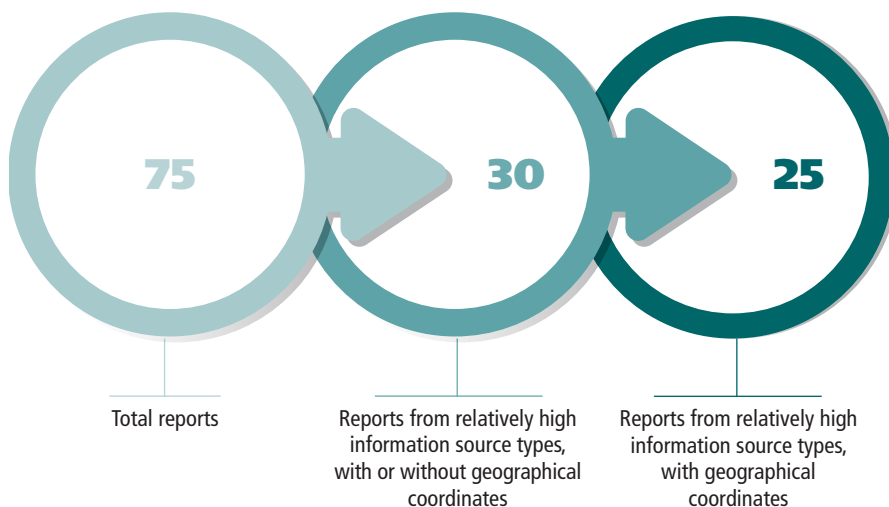 75
30
25
Total reports
Reports from relatively high
information source types,
with or without geographical
coordinates
Reports from relatively high
information source types,
with geographical
coordinates